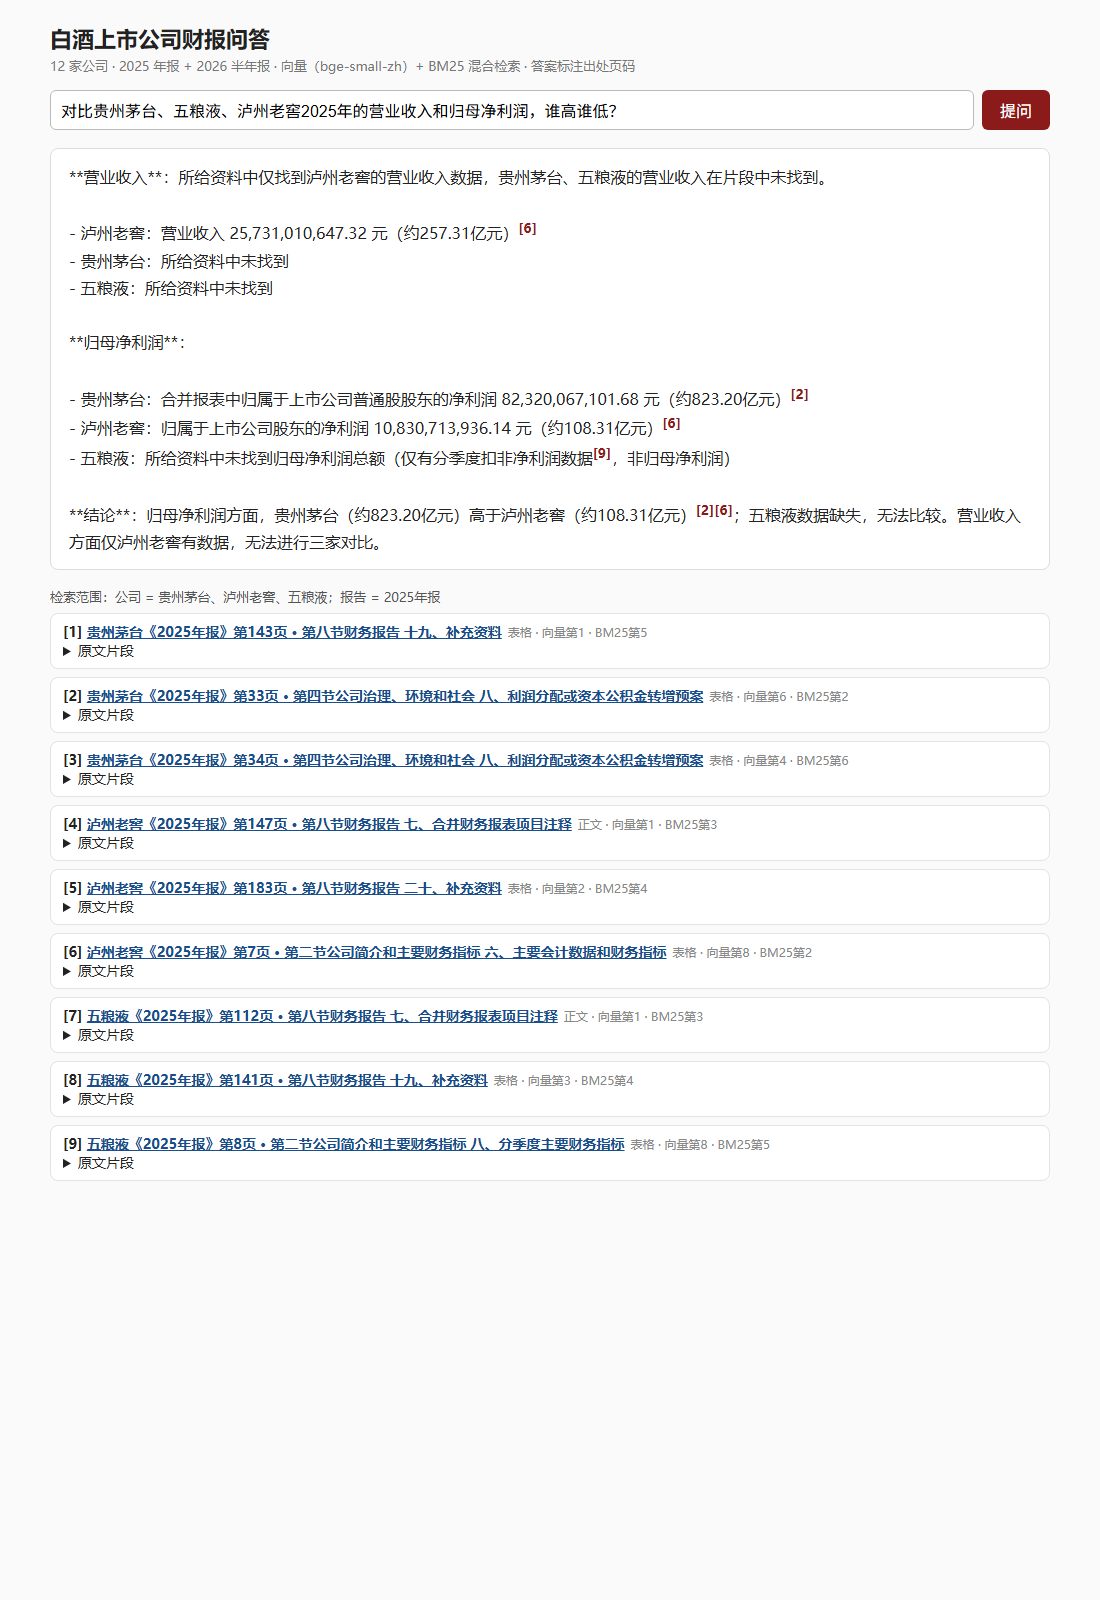 白酒上市公司财报问答
12 家公司 · 2025 年报 + 2026 半年报 · 向量（bge-small-zh）+ BM25 混合检索 · 答案标注出处页码
对比贵州茅台、五粮液、泸州老窖2025年的营业收入和归母净利润，谁高谁低？
提问
**营业收入**：所给资料中仅找到泸州老窖的营业收入数据，贵州茅台、五粮液的营业收入在片段中未找到。
- 泸州老窖：营业收入 25,731,010,647.32 元（约257.31亿元）[6]
- 贵州茅台：所给资料中未找到
- 五粮液：所给资料中未找到
**归母净利润**：
- 贵州茅台：合并报表中归属于上市公司普通股股东的净利润 82,320,067,101.68 元（约823.20亿元）[2]
- 泸州老窖：归属于上市公司股东的净利润 10,830,713,936.14 元（约108.31亿元）[6]
- 五粮液：所给资料中未找到归母净利润总额（仅有分季度扣非净利润数据[9]，非归母净利润）
**结论**：归母净利润方面，贵州茅台（约823.20亿元）高于泸州老窖（约108.31亿元）[2][6]；五粮液数据缺失，无法比较。营业收入
方面仅泸州老窖有数据，无法进行三家对比。
检索范围：公司 = 贵州茅台、泸州老窖、五粮液；报告 = 2025年报
[1] 贵州茅台《2025年报》第143页 • 第八节财务报告 十九、补充资料 表格 · 向量第1 · BM25第5
▶ 原文片段
[2] 贵州茅台《2025年报》第33页 • 第四节公司治理、环境和社会 八、利润分配或资本公积金转增预案 表格 · 向量第6 · BM25第2
▶ 原文片段
[3] 贵州茅台《2025年报》第34页 • 第四节公司治理、环境和社会 八、利润分配或资本公积金转增预案 表格 · 向量第4 · BM25第6
▶ 原文片段
[4] 泸州老窖《2025年报》第147页 • 第八节财务报告 七、合并财务报表项目注释 正文 · 向量第1 · BM25第3
▶ 原文片段
[5] 泸州老窖《2025年报》第183页 • 第八节财务报告 二十、补充资料 表格 · 向量第2 · BM25第4
▶ 原文片段
[6] 泸州老窖《2025年报》第7页 • 第二节公司简介和主要财务指标 六、主要会计数据和财务指标 表格 · 向量第8 · BM25第2
▶ 原文片段
[7] 五粮液《2025年报》第112页 • 第八节财务报告 七、合并财务报表项目注释 正文 · 向量第1 · BM25第3
▶ 原文片段
[8] 五粮液《2025年报》第141页 • 第八节财务报告 十九、补充资料 表格 · 向量第3 · BM25第4
▶ 原文片段
[9] 五粮液《2025年报》第8页 • 第二节公司简介和主要财务指标 八、分季度主要财务指标 表格 · 向量第8 · BM25第5
▶ 原文片段